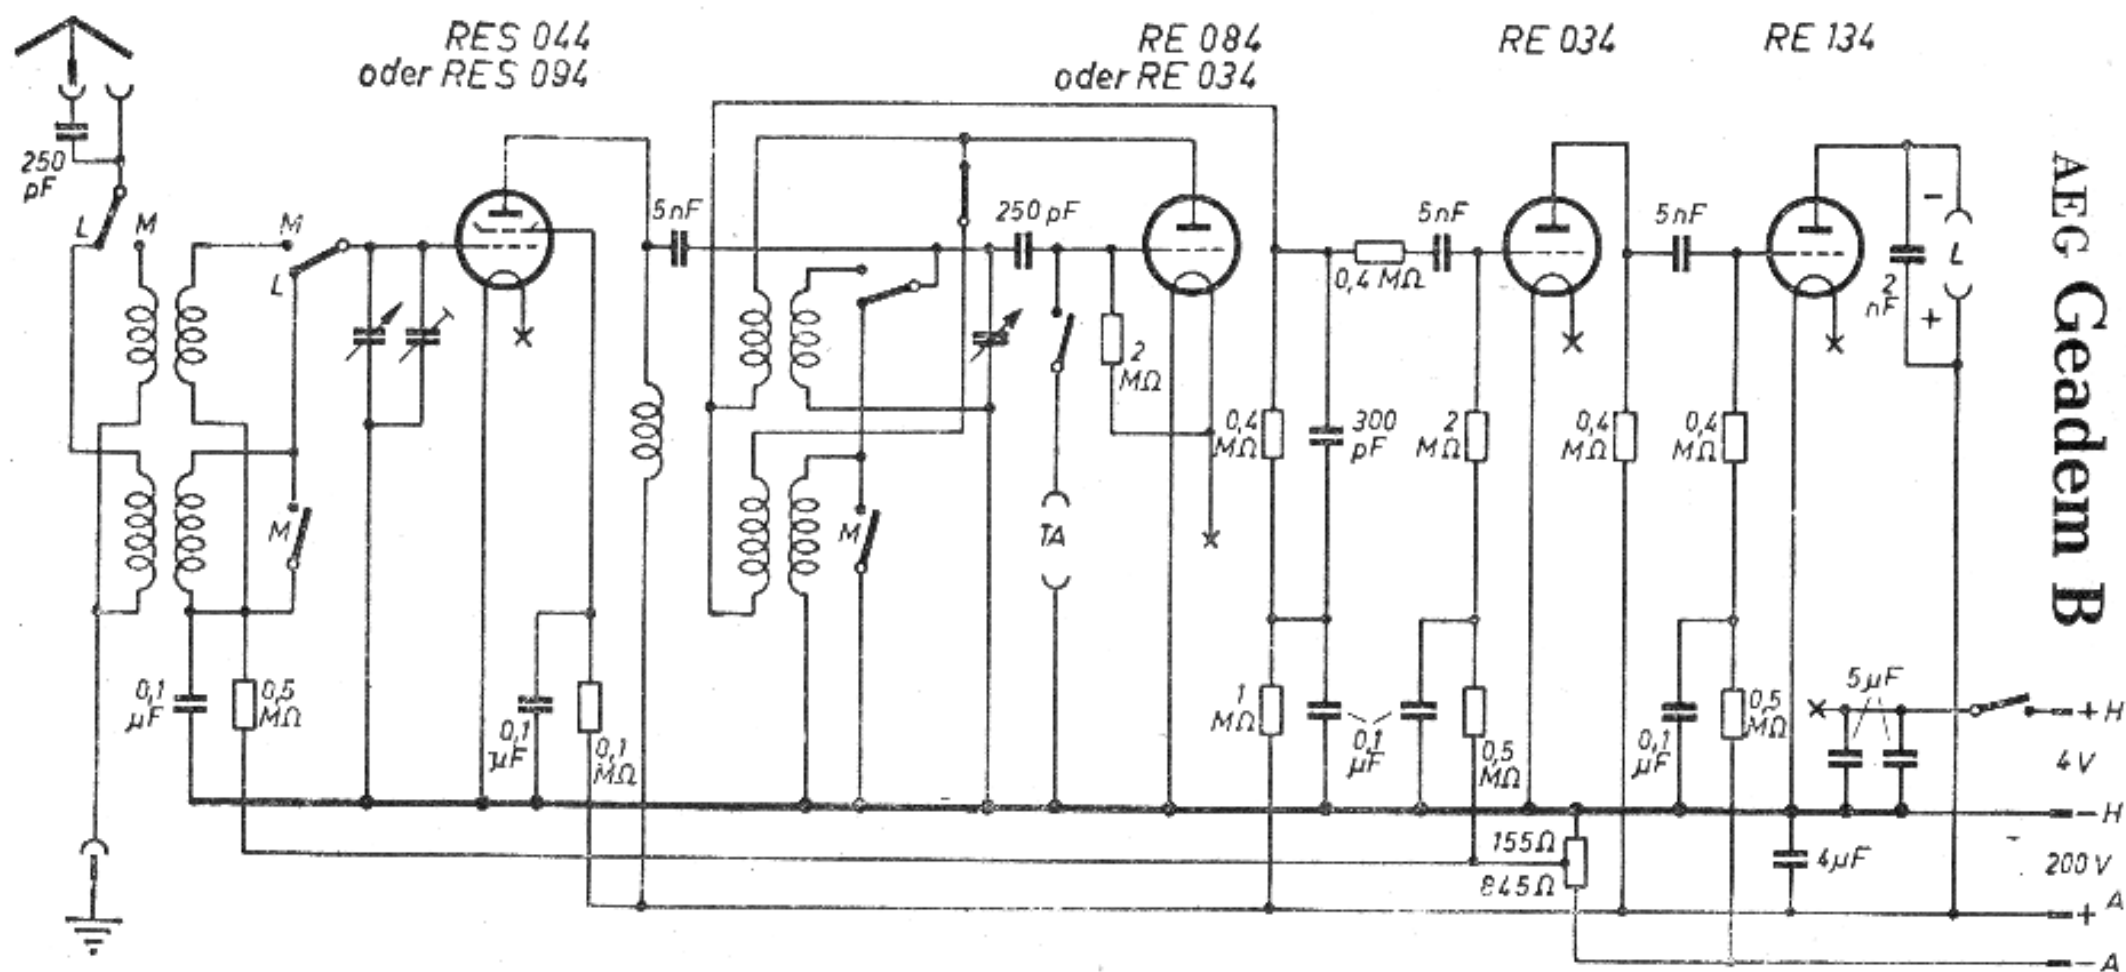 RES 044
oder RES 094
RE 084
oder RE 034
RE 034
RE 134
AEG Geadem B
250
pF
L
M
M
L
5nF
250 pF
5nF
0,4 MΩ
5nF
2
nF
-
L
+
2
MΩ
0,4
MΩ
300
pF
2
MΩ
0,4
MΩ
0,4
MΩ
M
M
TA
0,1
µF
0,5
MΩ
0,1
µF
0,1
MΩ
1
MΩ
0,1
µF
0,5
MΩ
0,1
µF
0,5
MΩ
5µF
+ H
4V
- H
155Ω
845Ω
4µF
200V
+ A
- A